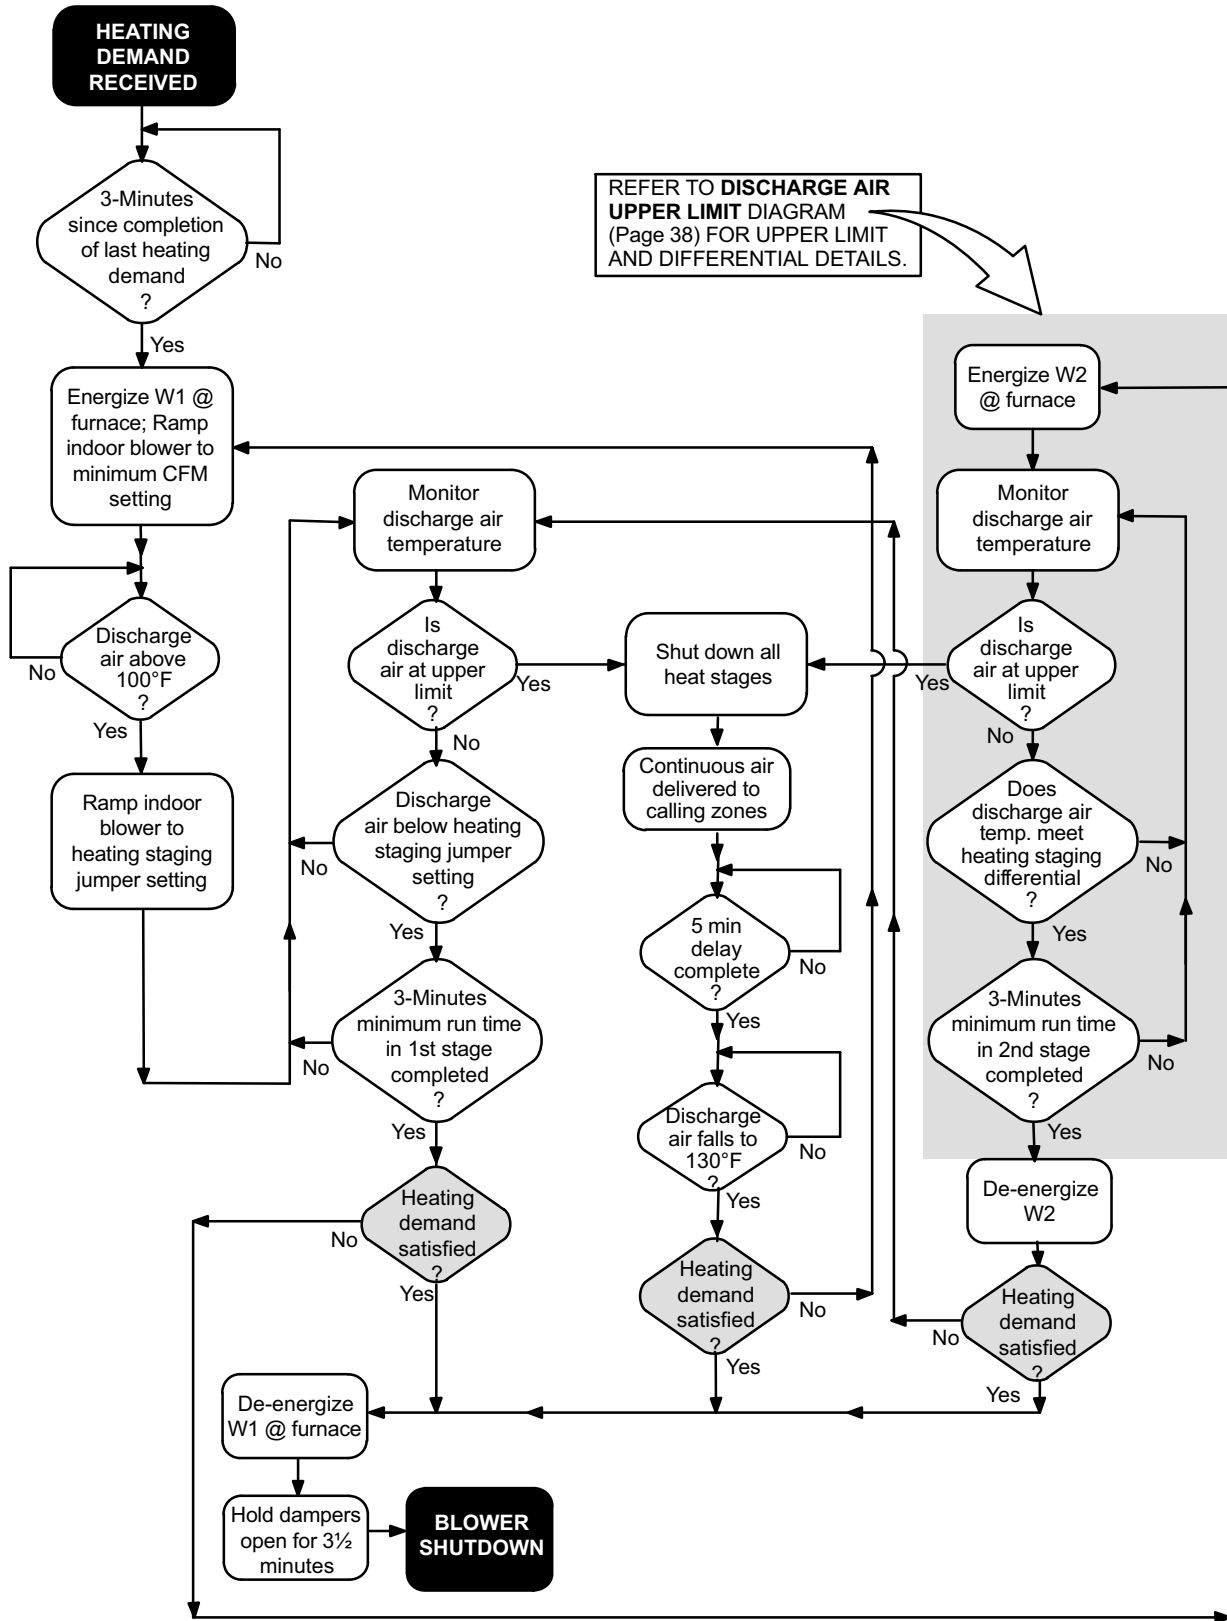 HEATING
DEMAND
RECEIVED
3-Minutes
since completion
of last heating
demand
?
No
Yes
Energize W1 @
furnace; Ramp
indoor blower to
minimum CFM
setting
Discharge
air above
100°F
?
No
Yes
Ramp indoor
blower to
heating staging
jumper setting
REFER TO DISCHARGE AIR
UPPER LIMIT DIAGRAM
(Page 38) FOR UPPER LIMIT
AND DIFFERENTIAL DETAILS.
Monitor
discharge air
temperature
Is
discharge
air at upper
limit
?
Yes
No
Discharge
air below heating
staging jumper
setting
?
No
Yes
3-Minutes
minimum run time
in 1st stage
completed
?
No
Yes
Heating
demand
satisfied
?
No
Yes
Shut down all
heat stages
Continuous air
delivered to
calling zones
5 min
delay
complete
?
No
Yes
Discharge
air falls to
130°F
?
No
Yes
Heating
demand
satisfied
?
No
Yes
Energize W2
@ furnace
Monitor
discharge air
temperature
Is
discharge
air at upper
limit
?
Yes
No
Does
discharge air
temp. meet
heating staging
differential
?
No
Yes
3-Minutes
minimum run time
in 2nd stage
completed
?
No
Yes
De-energize
W2
Heating
demand
satisfied
?
No
Yes
De-energize
W1 @ furnace
Hold dampers
open for 3½
minutes
BLOWER
SHUTDOWN